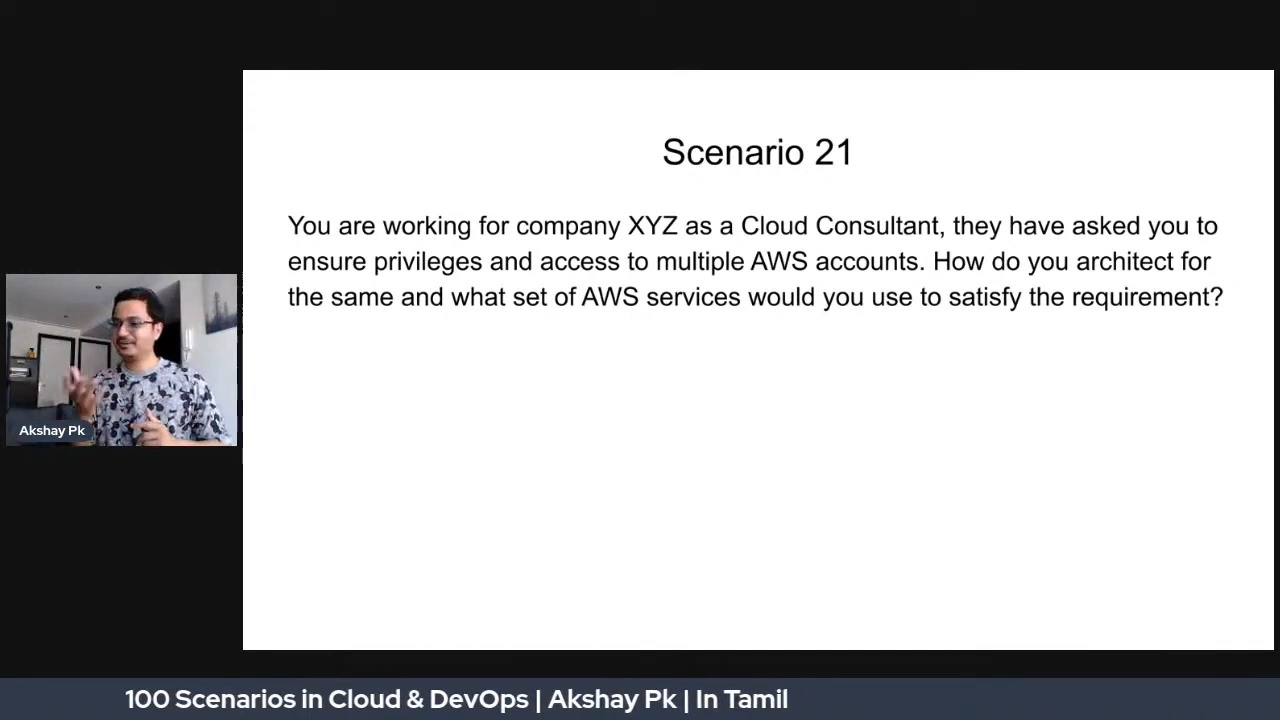 Scenario 21
You are working for company XYZ as a Cloud Consultant, they have asked you to
ensure privileges and access to multiple AWS accounts. How do you architect for
the same and what set of AWS services would you use to satisfy the requirement?
Akshay Pk
100 Scenarios in Cloud & DevOps | Akshay Pk | In Tamil